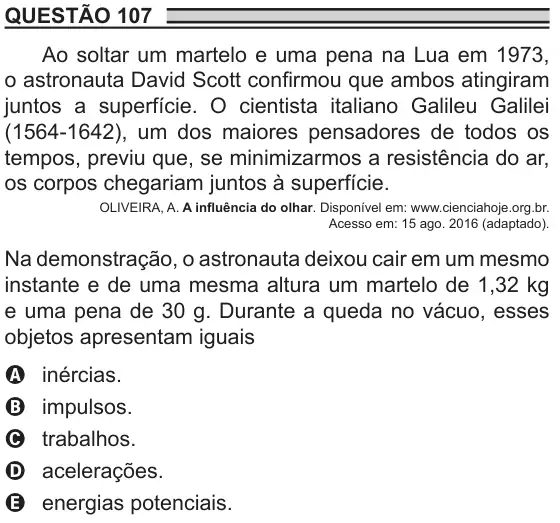 QUESTÃO 107
Ao soltar um martelo e uma pena na Lua em 1973,
o astronauta David Scott confirmou que ambos atingiram
juntos a superfície. O cientista italiano Galileu Galilei
(1564-1642), um dos maiores pensadores de todos os
tempos, previu que, se minimizarmos a resistência do ar,
os corpos chegariam juntos à superfície.
OLIVEIRA, A. A influência do olhar. Disponível em: www.cienciahoje.org.br.
Acesso em: 15 ago. 2016 (adaptado).
Na demonstração, o astronauta deixou cair em um mesmo
instante e de uma mesma altura um martelo de 1,32 kg
e uma pena de 30 g. Durante a queda no vácuo, esses
objetos apresentam iguais
A inércias.
B impulsos.
C trabalhos.
D acelerações.
E energias potenciais.